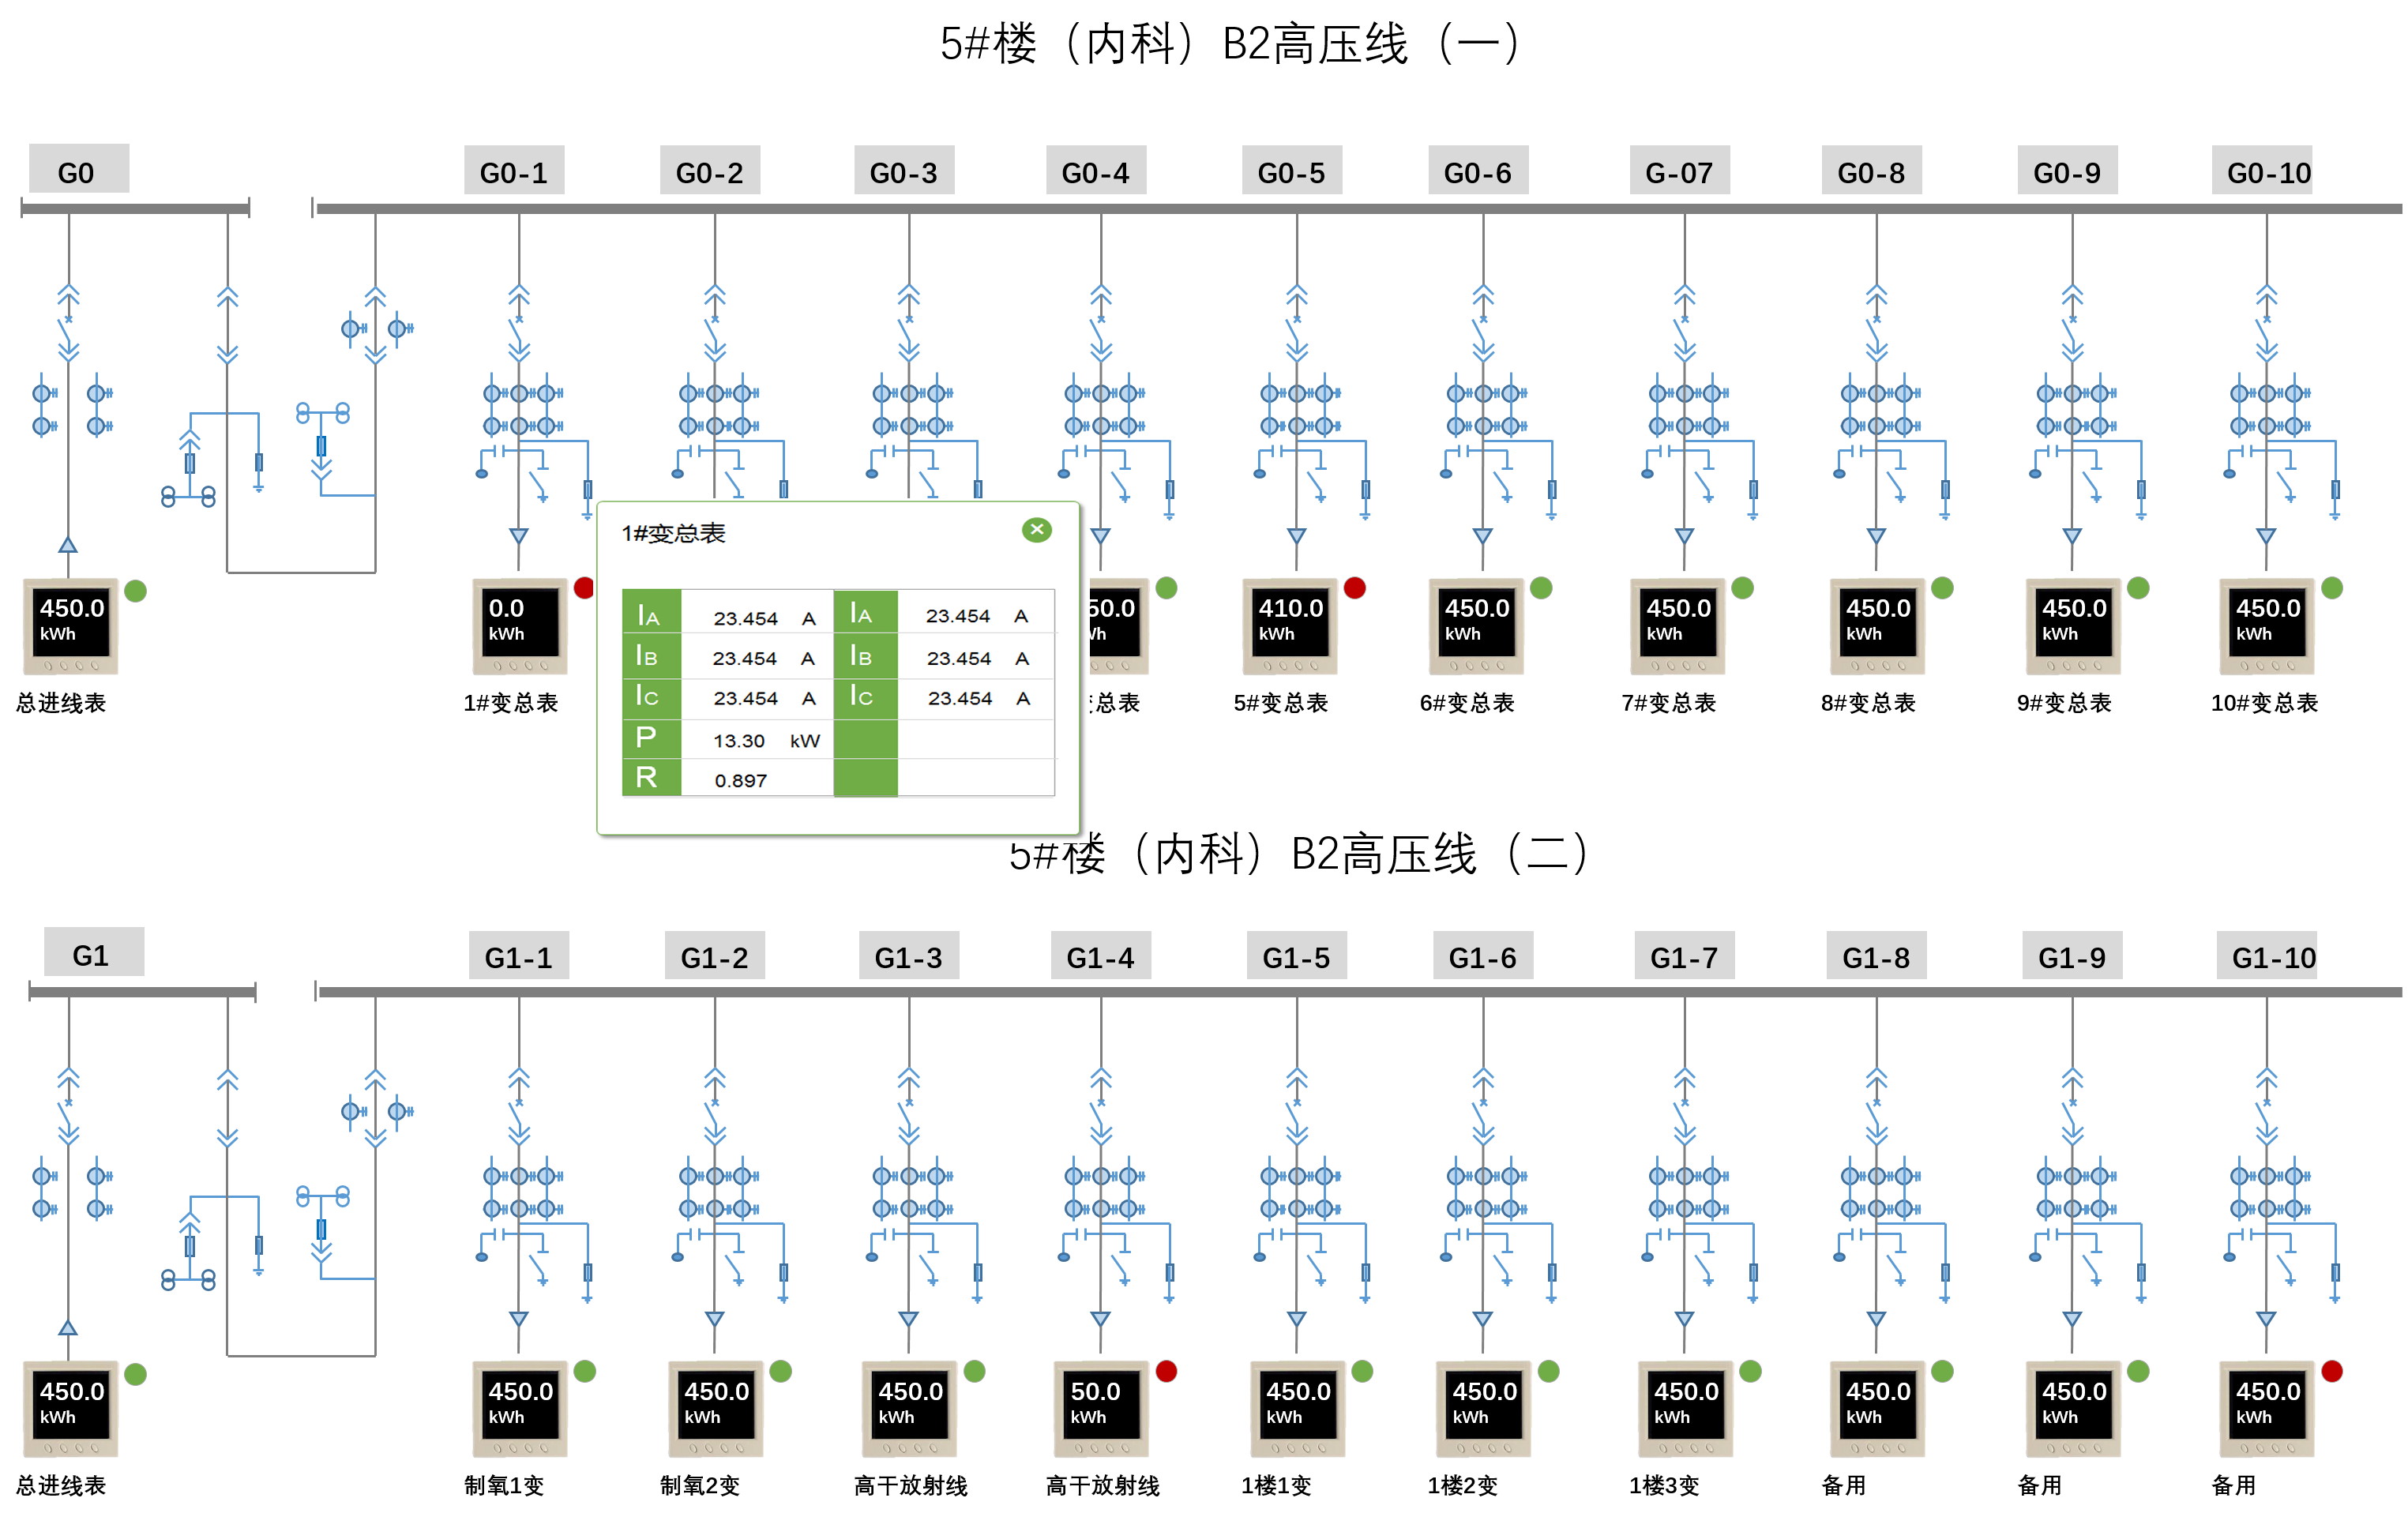 5#楼（内科）B2高压线（一）
G0 G0-1 G0-2 G0-3 G0-4 G0-5 G0-6 G-07 G0-8 G0-9 G0-10
450.0 0.0 50.0 410.0 450.0 450.0 450.0 450.0 450.0
kWh kWh Wh kWh kWh kWh kWh kWh kWh
总进线表 1#变总表 总表 5#变总表 6#变总表 7#变总表 8#变总表 9#变总表 10#变总表
1#变总表
IA 23.454 A IA 23.454 A
IB 23.454 A IB 23.454 A
IC 23.454 A IC 23.454 A
P 13.30 kW
R 0.897
5#楼（内科）B2高压线（二）
G1 G1-1 G1-2 G1-3 G1-4 G1-5 G1-6 G1-7 G1-8 G1-9 G1-10
450.0 450.0 450.0 450.0 50.0 450.0 450.0 450.0 450.0 450.0 450.0
kWh kWh kWh kWh kWh kWh kWh kWh kWh kWh kWh
总进线表 制氧1变 制氧2变 高干放射线 高干放射线 1楼1变 1楼2变 1楼3变 备用 备用 备用